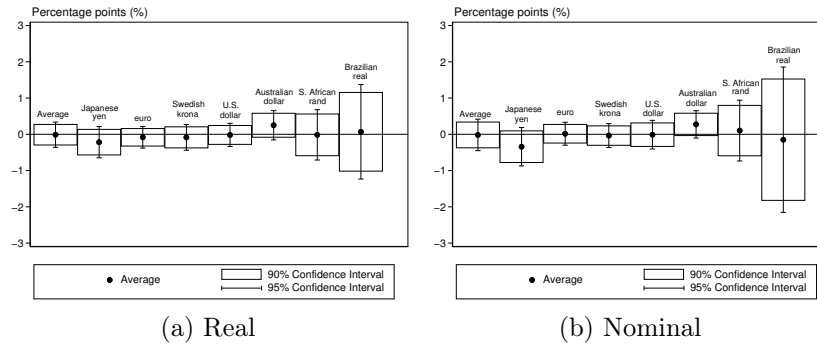 Percentage points (%)
3
2
1
0
−1
−2
−3
Average
Japanese
yen
euro
Swedish
krona
U.S.
dollar
Australian
dollar
S. African
rand
Brazilian
real
Average
90% Confidence Interval
95% Confidence Interval
(a) Real
Percentage points (%)
3
2
1
0
−1
−2
−3
Average
Japanese
yen
euro
Swedish
krona
U.S.
dollar
Australian
dollar
S. African
rand
Brazilian
real
Average
90% Confidence Interval
95% Confidence Interval
(b) Nominal